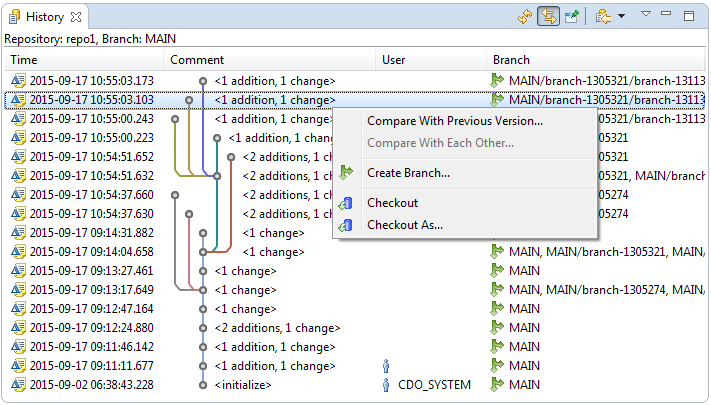 History
Repository: repo1, Branch: MAIN
Time Comment User Branch
2015-09-17 10:55:03.173 <1 addition, 1 change> MAIN/branch-1305321/branch-13113
2015-09-17 10:55:03.103 <1 addition, 1 change> MAIN/branch-1305321/branch-13113
2015-09-17 10:55:00.243 <1 addition, 1 change> MAIN/branch-1305321/branch-13113
2015-09-17 10:55:00.223 <1 addition, 1 ch 05321
2015-09-17 10:54:51.652 <2 additions, 1 ch 05321
2015-09-17 10:54:51.632 <2 additions, 1 ch 05321, MAIN/branch
2015-09-17 10:54:37.660 <2 additions, 1 cha 05274
2015-09-17 10:54:37.630 <2 additions, 1 cha 05274
2015-09-17 09:14:31.882 <1 change>
2015-09-17 09:14:04.658 <1 change> MAIN, MAIN/branch-1305321, MAIN/
2015-09-17 09:13:27.461 <1 change> MAIN
2015-09-17 09:13:17.649 <1 change> MAIN, MAIN/branch-1305274, MAIN/
2015-09-17 09:12:47.164 <1 change> MAIN
2015-09-17 09:12:24.880 <2 additions, 1 change> MAIN
2015-09-17 09:11:46.142 <1 addition, 1 change> MAIN
2015-09-17 09:11:11.677 <1 addition, 1 change> MAIN
2015-09-02 06:38:43.228 <initialize> CDO_SYSTEM MAIN
Compare With Previous Version...
Compare With Each Other...
Create Branch...
Checkout
Checkout As...